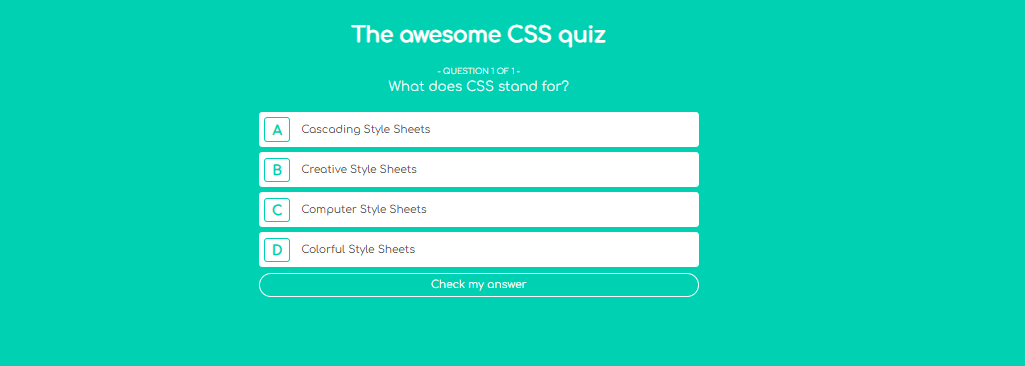 The awesome CSS quiz
- QUESTION 1 OF 1 -
What does CSS stand for?
A Cascading Style Sheets
B Creative Style Sheets
C Computer Style Sheets
D Colorful Style Sheets
Check my answer